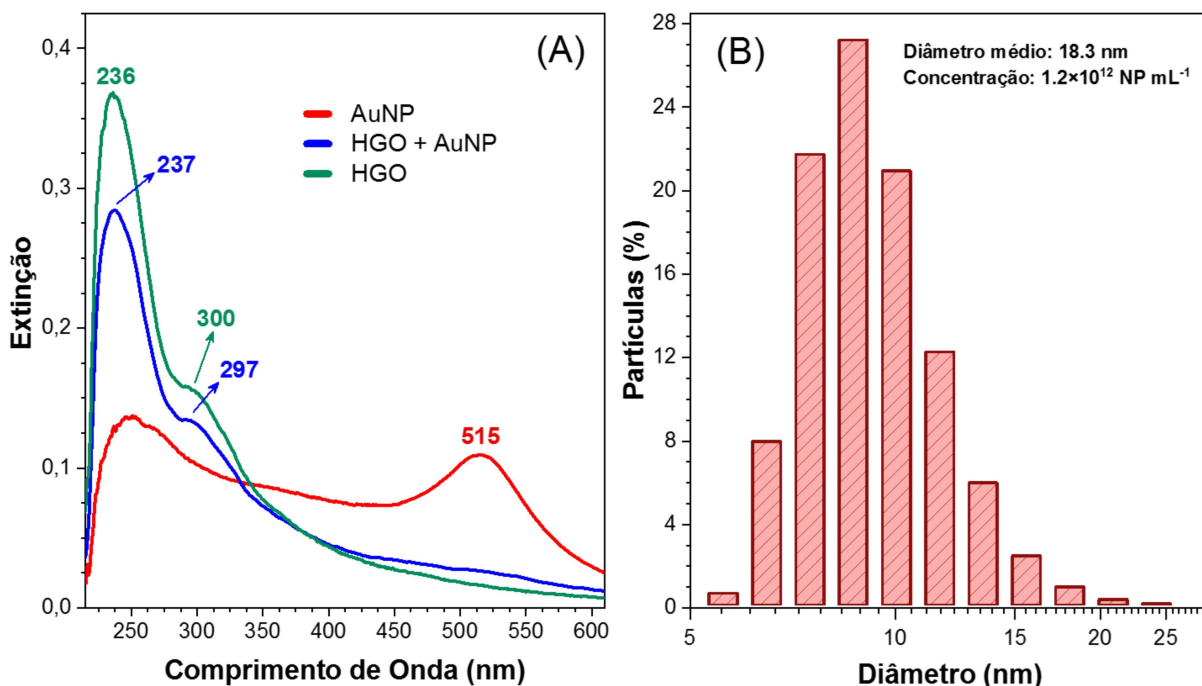 (A)
0,4
0,3
0,2
0,1
0,0
Extinção
236
237
300
297
515
AuNP
HGO + AuNP
HGO
250 300 350 400 450 500 550 600
Comprimento de Onda (nm)
(B)
Diâmetro médio: 18.3 nm
Concentração: 1.2×10¹² NP mL⁻¹
28
24
20
16
12
8
4
0
Partículas (%)
5 10 15 20 25
Diâmetro (nm)